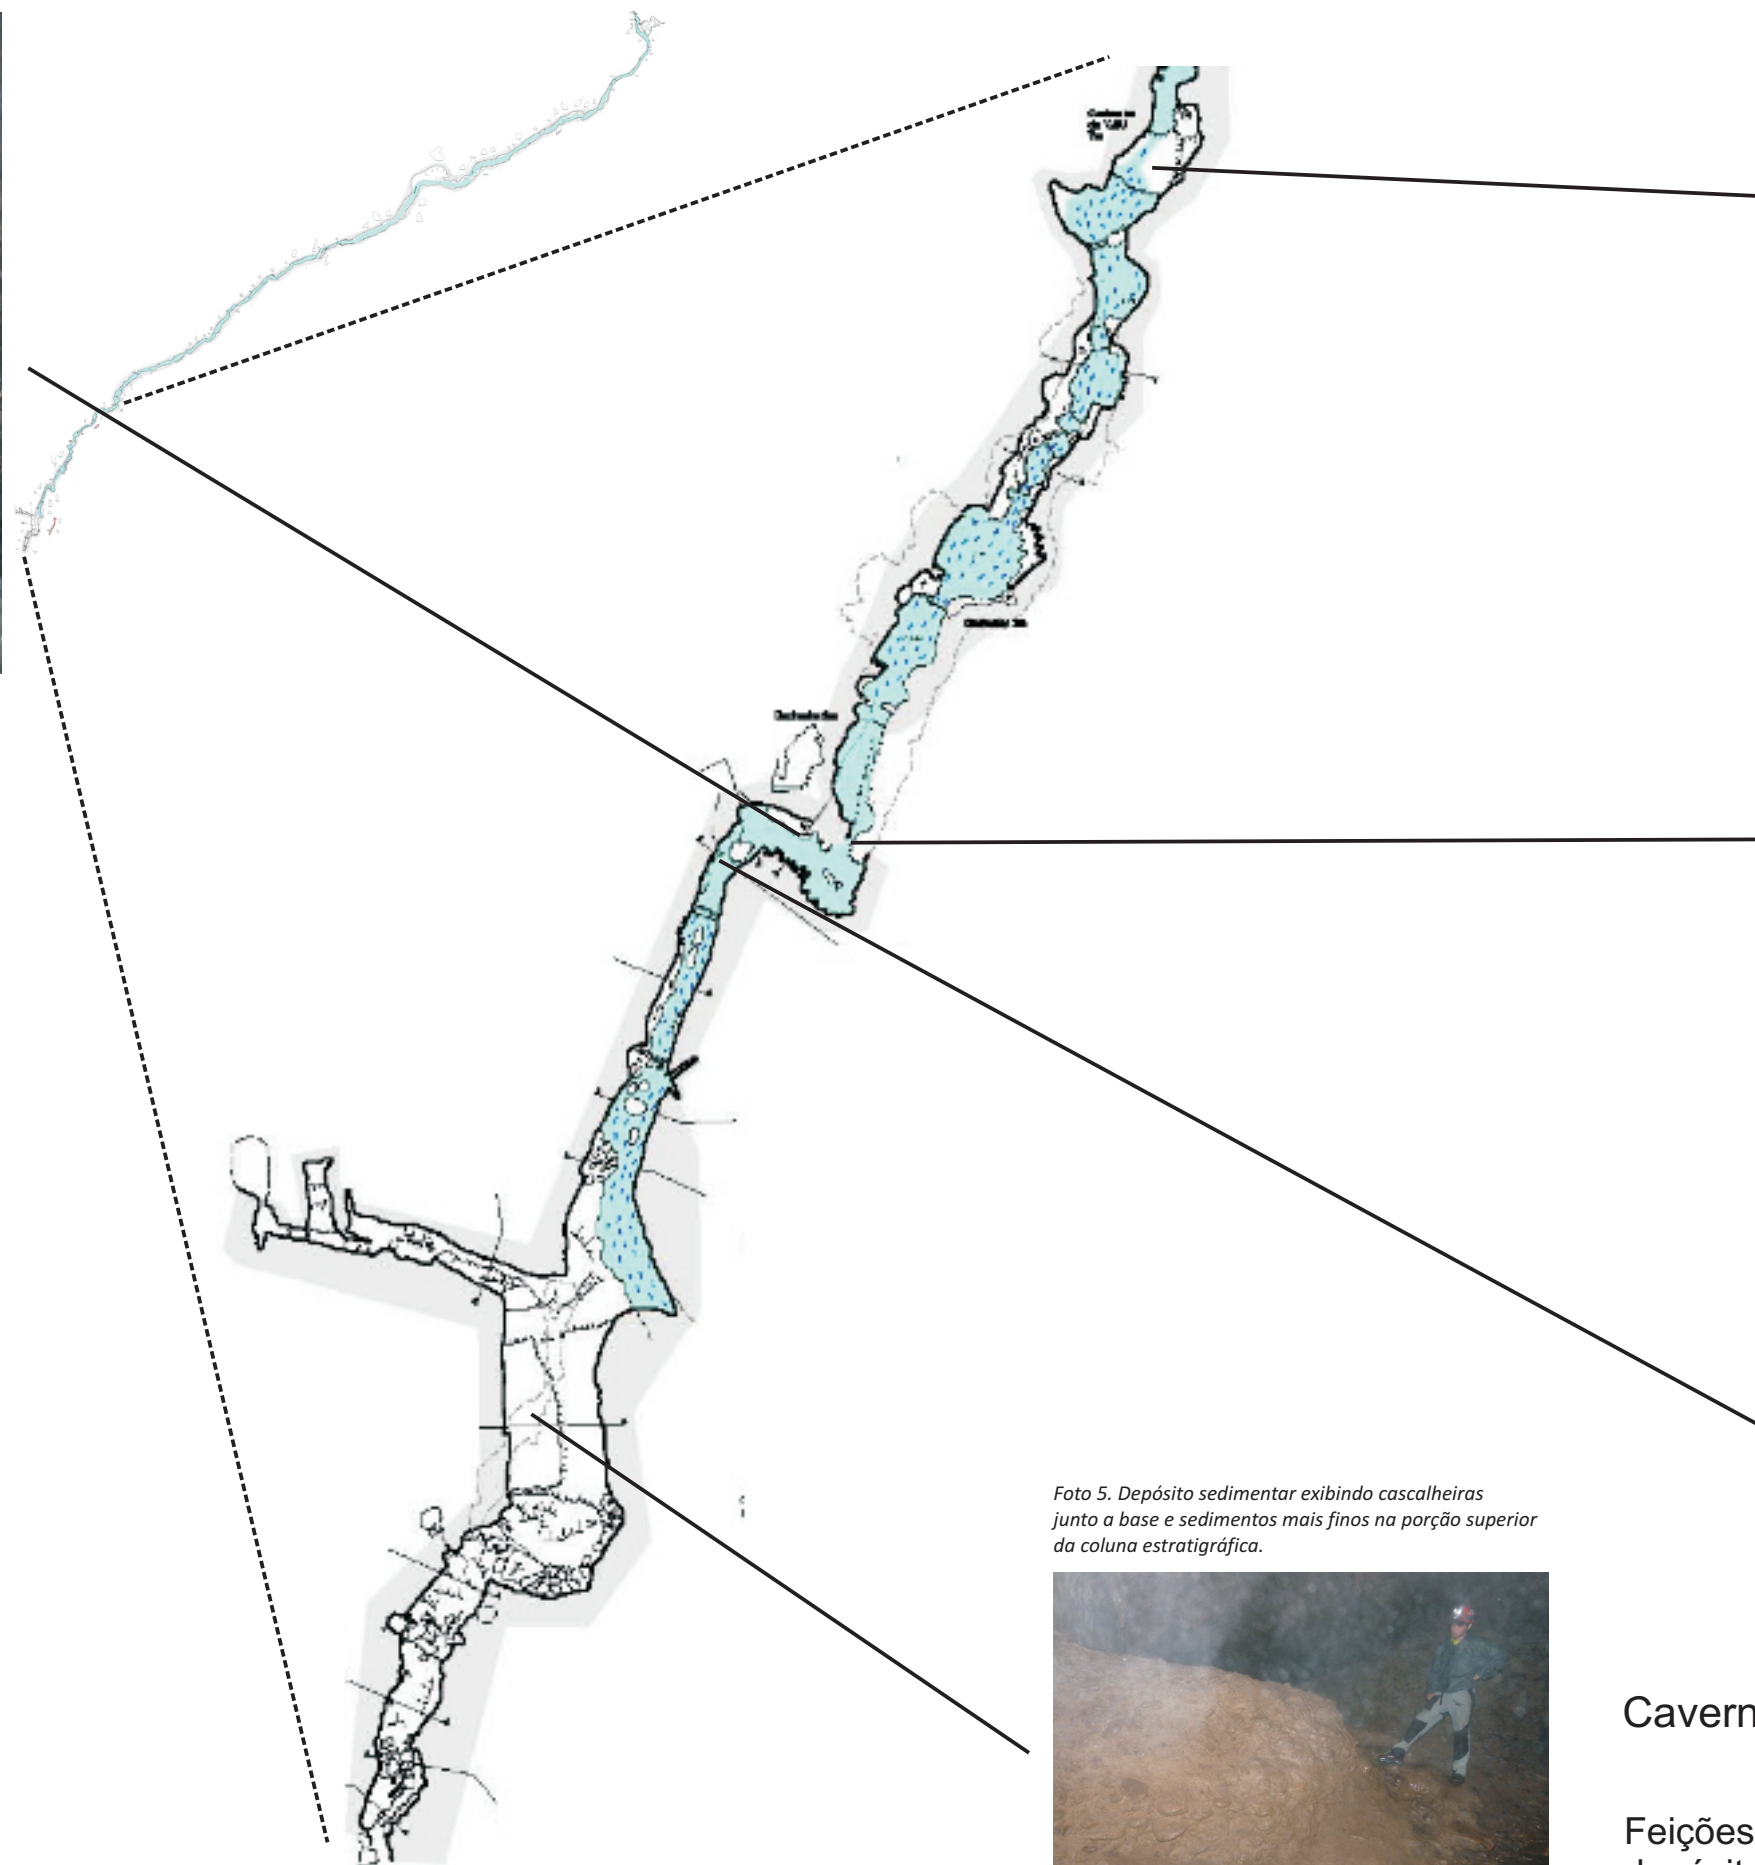 Foto 5. Depósito sedimentar exibindo cascalheiras
junto a base e sedimentos mais finos na porção superior
da coluna estratigráfica.
Cavern
Feições